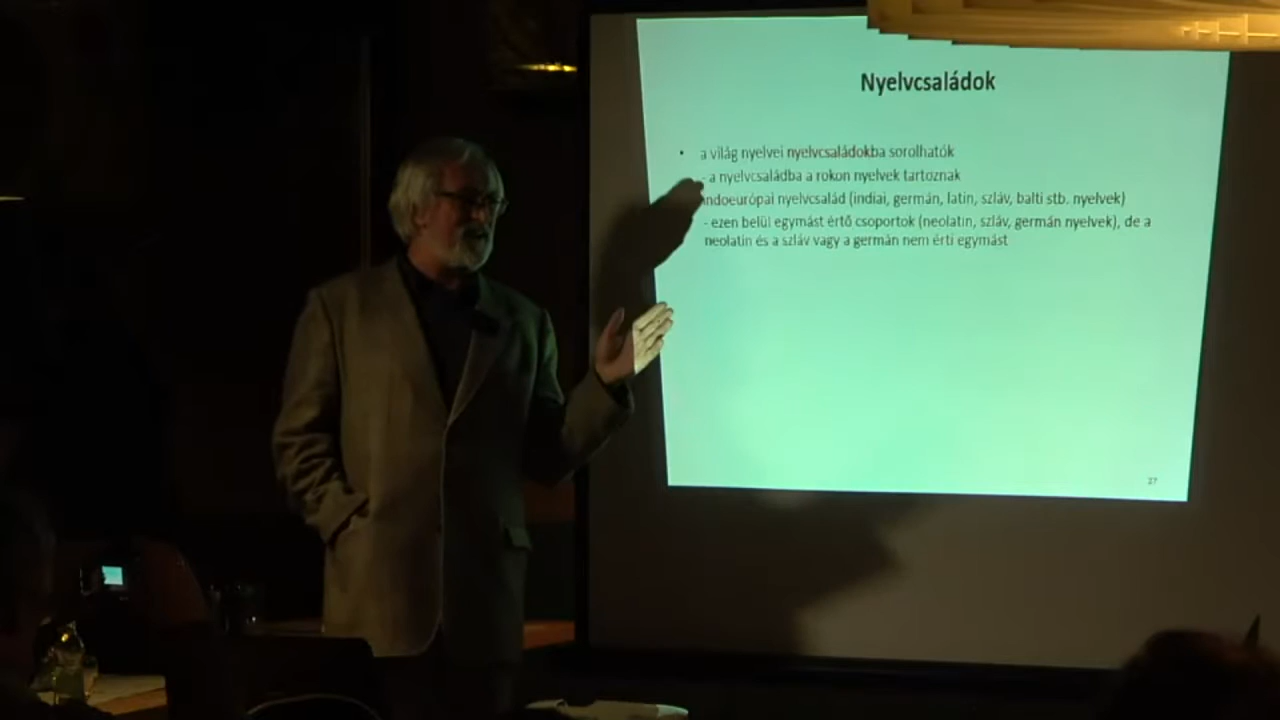 Nyelvcsaládok
• a világ nyelvei nyelvcsaládokba sorolhatók
- a nyelvcsaládba a rokon nyelvek tartoznak
indoeurópai nyelvcsalád (indiai, germán, latin, szláv, balti stb. nyelvek)
- ezen belül egymást értő csoportok (neolatin, szláv, germán nyelvek), de a
neolatin és a szláv vagy a germán nem érti egymást
27